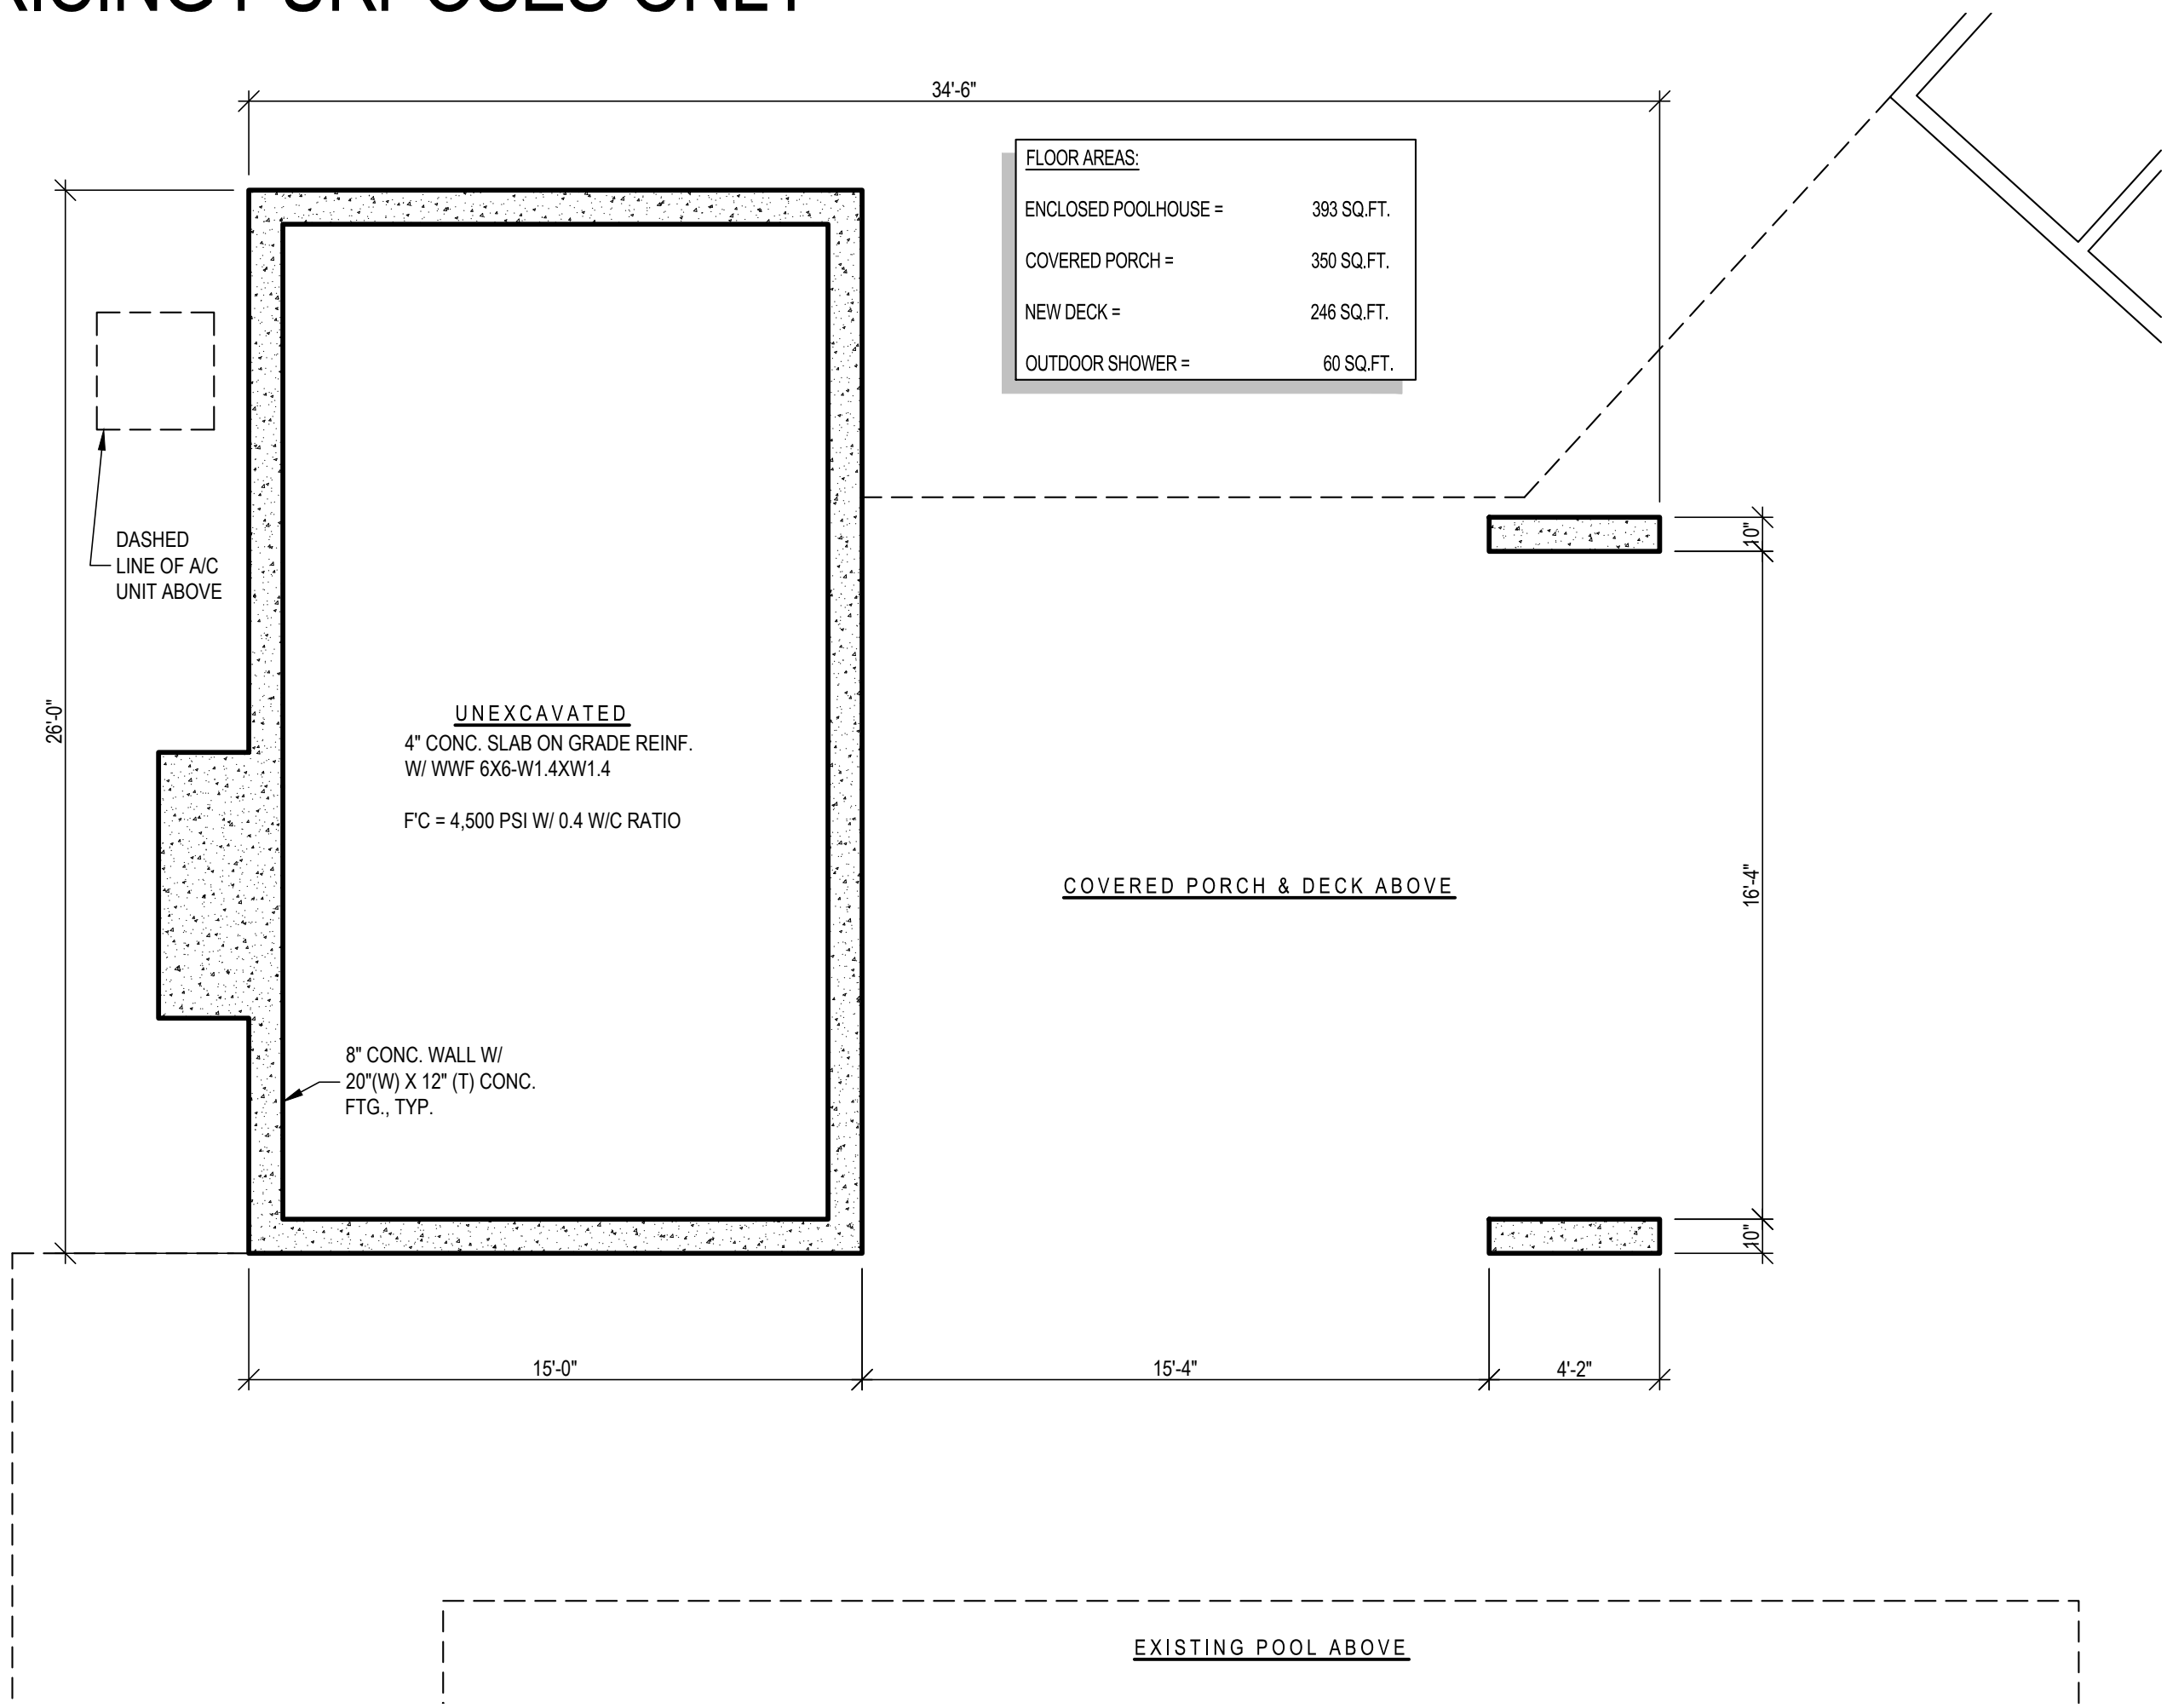 PURPOSES ONLY
34'-6"
FLOOR AREAS:
ENCLOSED POOLHOUSE = 393 SQ.FT.
COVERED PORCH = 350 SQ.FT.
NEW DECK = 246 SQ.FT.
OUTDOOR SHOWER = 60 SQ.FT.
DASHED
LINE OF A/C
UNIT ABOVE
10"
26'-0"
UNEXCAVATED
4" CONC. SLAB ON GRADE REINF.
W/ WWF 6X6-W1.4XW1.4
F'C = 4,500 PSI W/ 0.4 W/C RATIO
COVERED PORCH & DECK ABOVE
16'-4"
8" CONC. WALL W/
20"(W) X 12" (T) CONC.
FTG., TYP.
10"
15'-0"
15'-4"
4'-2"
EXISTING POOL ABOVE